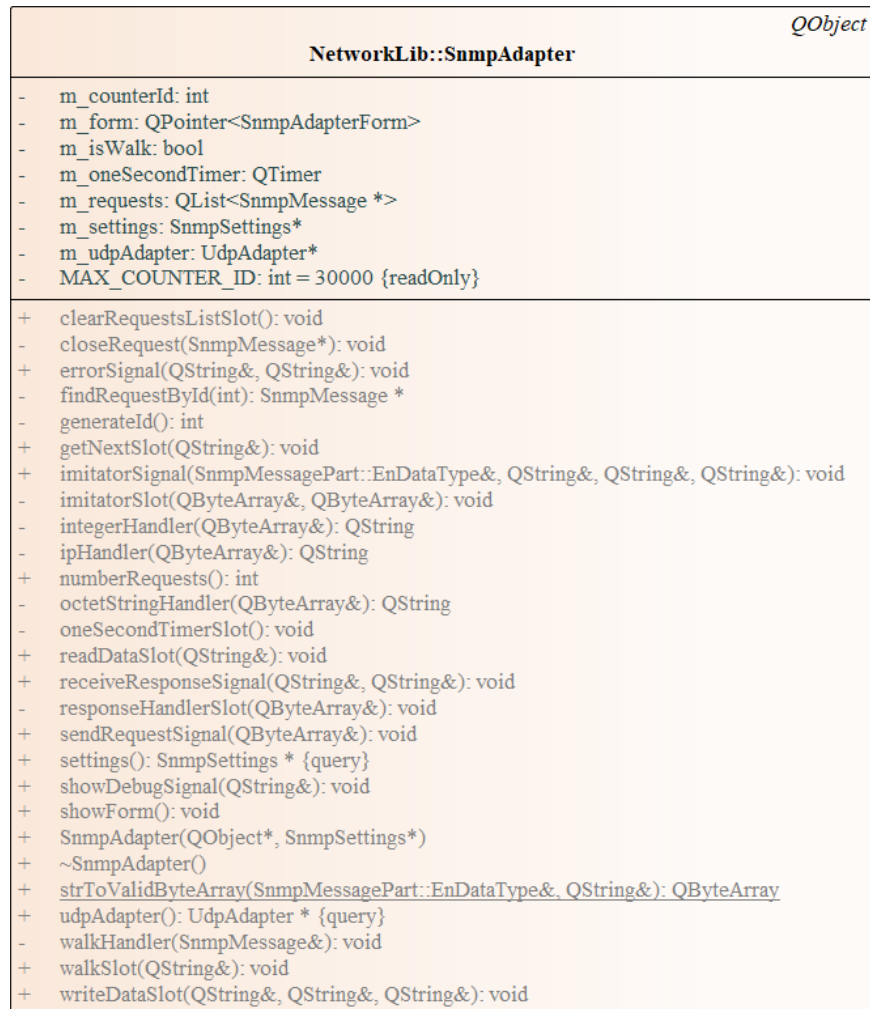 QObject
NetworkLib::SnmpAdapter
- m_counterId: int
- m_form: QPointer<SnmpAdapterForm>
- m_isWalk: bool
- m_oneSecondTimer: QTimer
- m_requests: QList<SnmpMessage *>
- m_settings: SnmpSettings*
- m_udpAdapter: UdpAdapter*
- MAX_COUNTER_ID: int = 30000 {readOnly}
+ clearRequestsListSlot(): void
- closeRequest(SnmpMessage*): void
+ errorSignal(QString&, QString&): void
- findRequestById(int): SnmpMessage *
- generateId(): int
+ getNextSlot(QString&): void
+ imitatorSignal(SnmpMessagePart::EnDataType&, QString&, QString&, QString&): void
- imitatorSlot(QByteArray&, QByteArray&): void
- integerHandler(QByteArray&): QString
- ipHandler(QByteArray&): QString
+ numberRequests(): int
- octetStringHandler(QByteArray&): QString
- oneSecondTimerSlot(): void
+ readDataSlot(QString&): void
+ receiveResponseSignal(QString&, QString&): void
- responseHandlerSlot(QByteArray&): void
+ sendRequestSignal(QByteArray&): void
+ settings(): SnmpSettings * {query}
+ showDebugSignal(QString&): void
+ showForm(): void
+ SnmpAdapter(QObject*, SnmpSettings*)
+ ~SnmpAdapter()
+ strToValidByteArray(SnmpMessagePart::EnDataType&, QString&): QByteArray
+ udpAdapter(): UdpAdapter * {query}
- walkHandler(SnmpMessage&): void
+ walkSlot(QString&): void
+ writeDataSlot(QString&, QString&, QString&): void